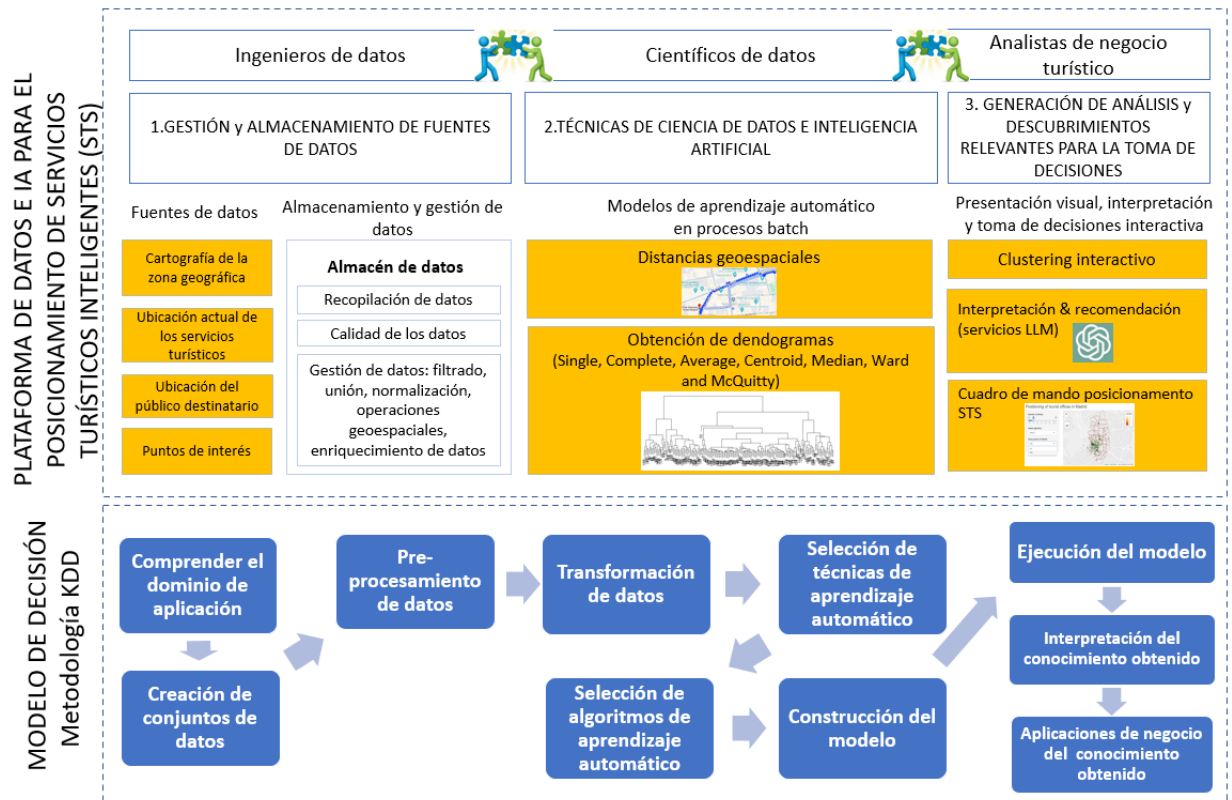 PLATAFORMA DE DATOS E IA PARA EL
POSICIONAMIENTO DE SERVICIOS
TURÍSTICOS INTELIGENTES (STS)
Ingenieros de datos
Científicos de datos
Analistas de negocio
turístico
1.GESTIÓN y ALMACENAMIENTO DE FUENTES
DE DATOS
2.TÉCNICAS DE CIENCIA DE DATOS E INTELIGENCIA
ARTIFICIAL
3. GENERACIÓN DE ANÁLISIS y
DESCUBRIMIENTOS
RELEVANTES PARA LA TOMA DE
DECISIONES
Fuentes de datos
Cartografía de la
zona geográfica
Ubicación actual de
los servicios
turísticos
Ubicación del
público destinatario
Puntos de interés
Almacenamiento y gestión de
datos
Almacén de datos
Recopilación de datos
Calidad de los datos
Gestión de datos: filtrado,
unión, normalización,
operaciones
geoespaciales,
enriquecimiento de datos
Modelos de aprendizaje automático
en procesos batch
Distancias geoespaciales
Obtención de dendogramas
(Single, Complete, Average, Centroid, Median, Ward
and McQuitty)
Presentación visual, interpretación
y toma de decisiones interactiva
Clustering interactivo
Interpretación & recomendación
(servicios LLM)
Cuadro de mando posicionamiento
STS
Positioning of tourist offices in Madrid
MODELO DE DECISIÓN
Metodología KDD
Comprender el
dominio de
aplicación
Creación de
conjuntos de
datos
Pre-
procesamiento
de datos
Transformación
de datos
Selección de
técnicas de
aprendizaje
automático
Selección de
algoritmos de
aprendizaje
automático
Construcción del
modelo
Ejecución del modelo
Interpretación del
conocimiento obtenido
Aplicaciones de negocio
del conocimiento
obtenido